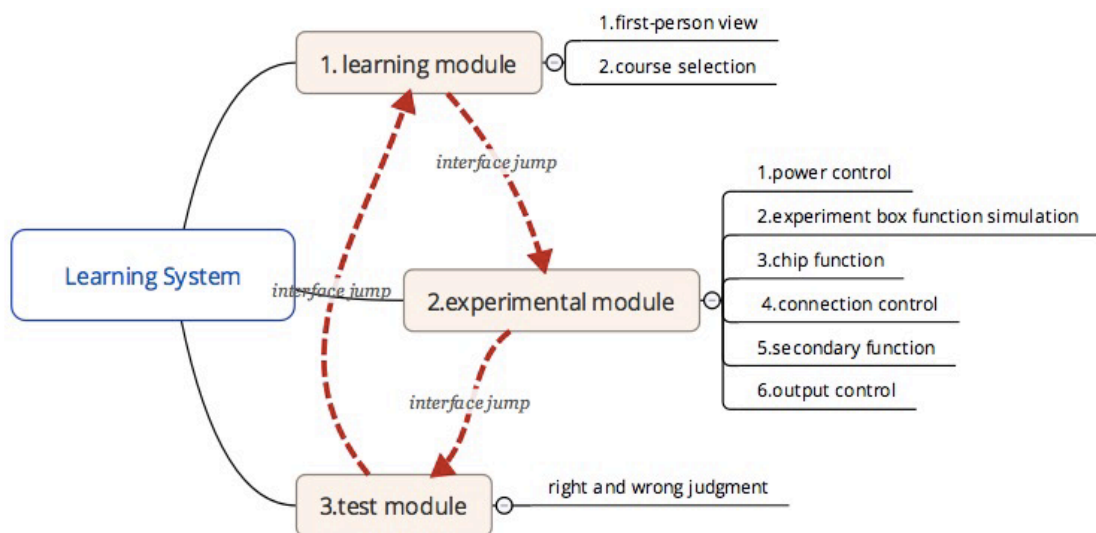 1.first-person view
1. learning module
2.course selection
interface jump
1.power control
2.experiment box function simulation
Learning System
3.chip function
interface jump
2.experimental module
4.connection control
5.secondary function
6.output control
interface jump
3.test module
right and wrong judgment